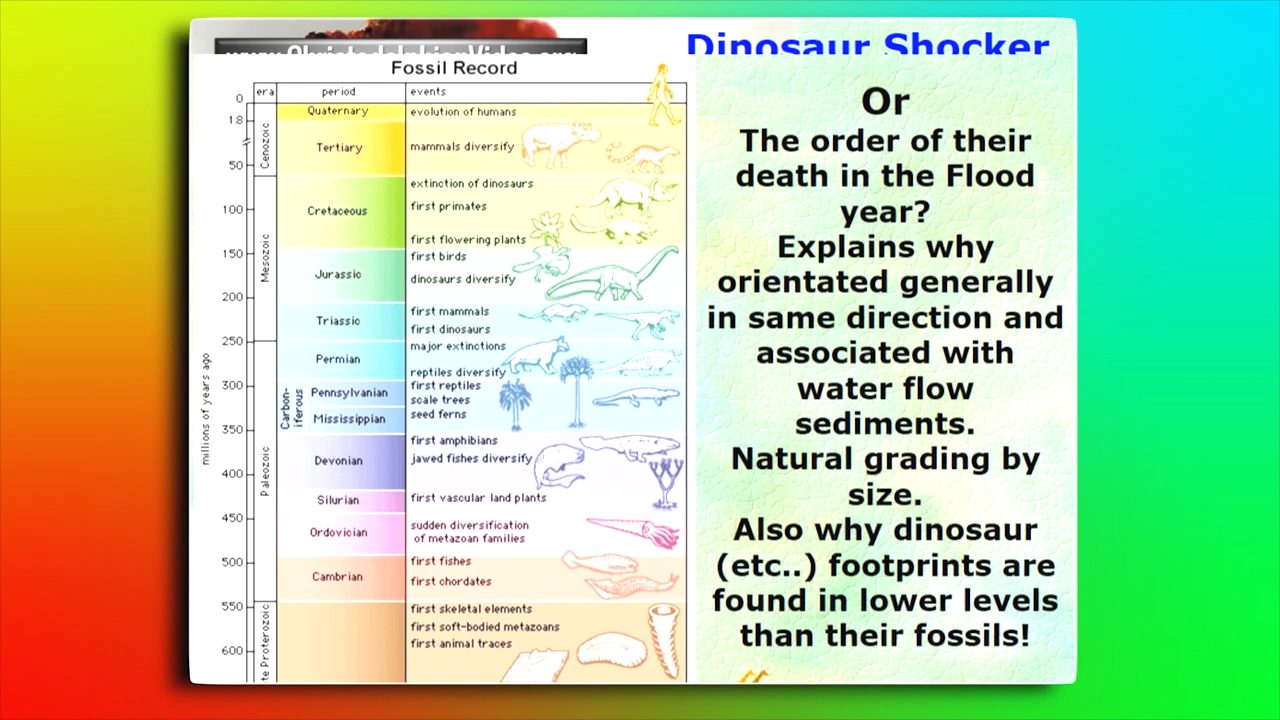 www.ChristadelphianVideo.org
Dinosaur Shocker
Fossil Record
era period events
0
Quaternary evolution of humans
1.8
Cenozoic
Tertiary mammals diversify
50
extinction of dinosaurs
100 Cretaceous first primates
first flowering plants
150 first birds
Mesozoic
Jurassic dinosaurs diversify
200
first mammals
Triassic
first dinosaurs
250
major extinctions
Permian
reptiles diversify
300 first reptiles
Pennsylvanian scale trees
Carbon-
iferous
Mississippian seed ferns
350
first amphibians
Devonian jawed fishes diversify
400
Paleozoic
Silurian first vascular land plants
450
Ordovician sudden diversification
of metazoan families
500 first fishes
Cambrian first chordates
550 first skeletal elements
first soft-bodied metazoans
first animal traces
600
te Proterozoic
millions of years ago
Or
The order of their
death in the Flood
year?
Explains why
orientated generally
in same direction and
associated with
water flow
sediments.
Natural grading by
size.
Also why dinosaur
(etc..) footprints are
found in lower levels
than their fossils!